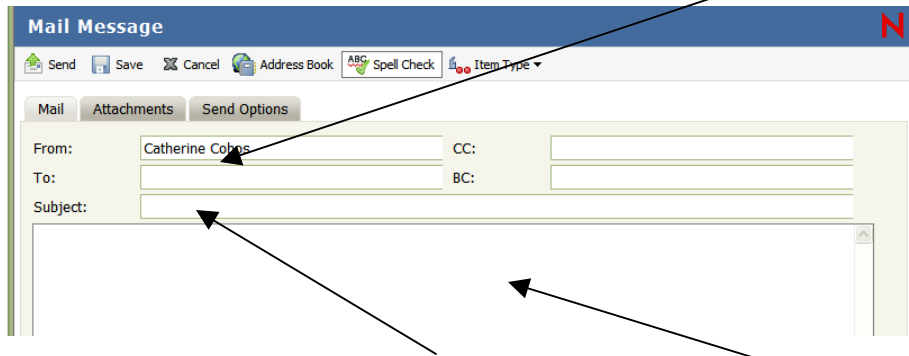 Mail Message N
Send Save Cancel Address Book ABC Spell Check Item Type
Mail Attachments Send Options
From: Catherine Cobos CC:
To: BC:
Subject: